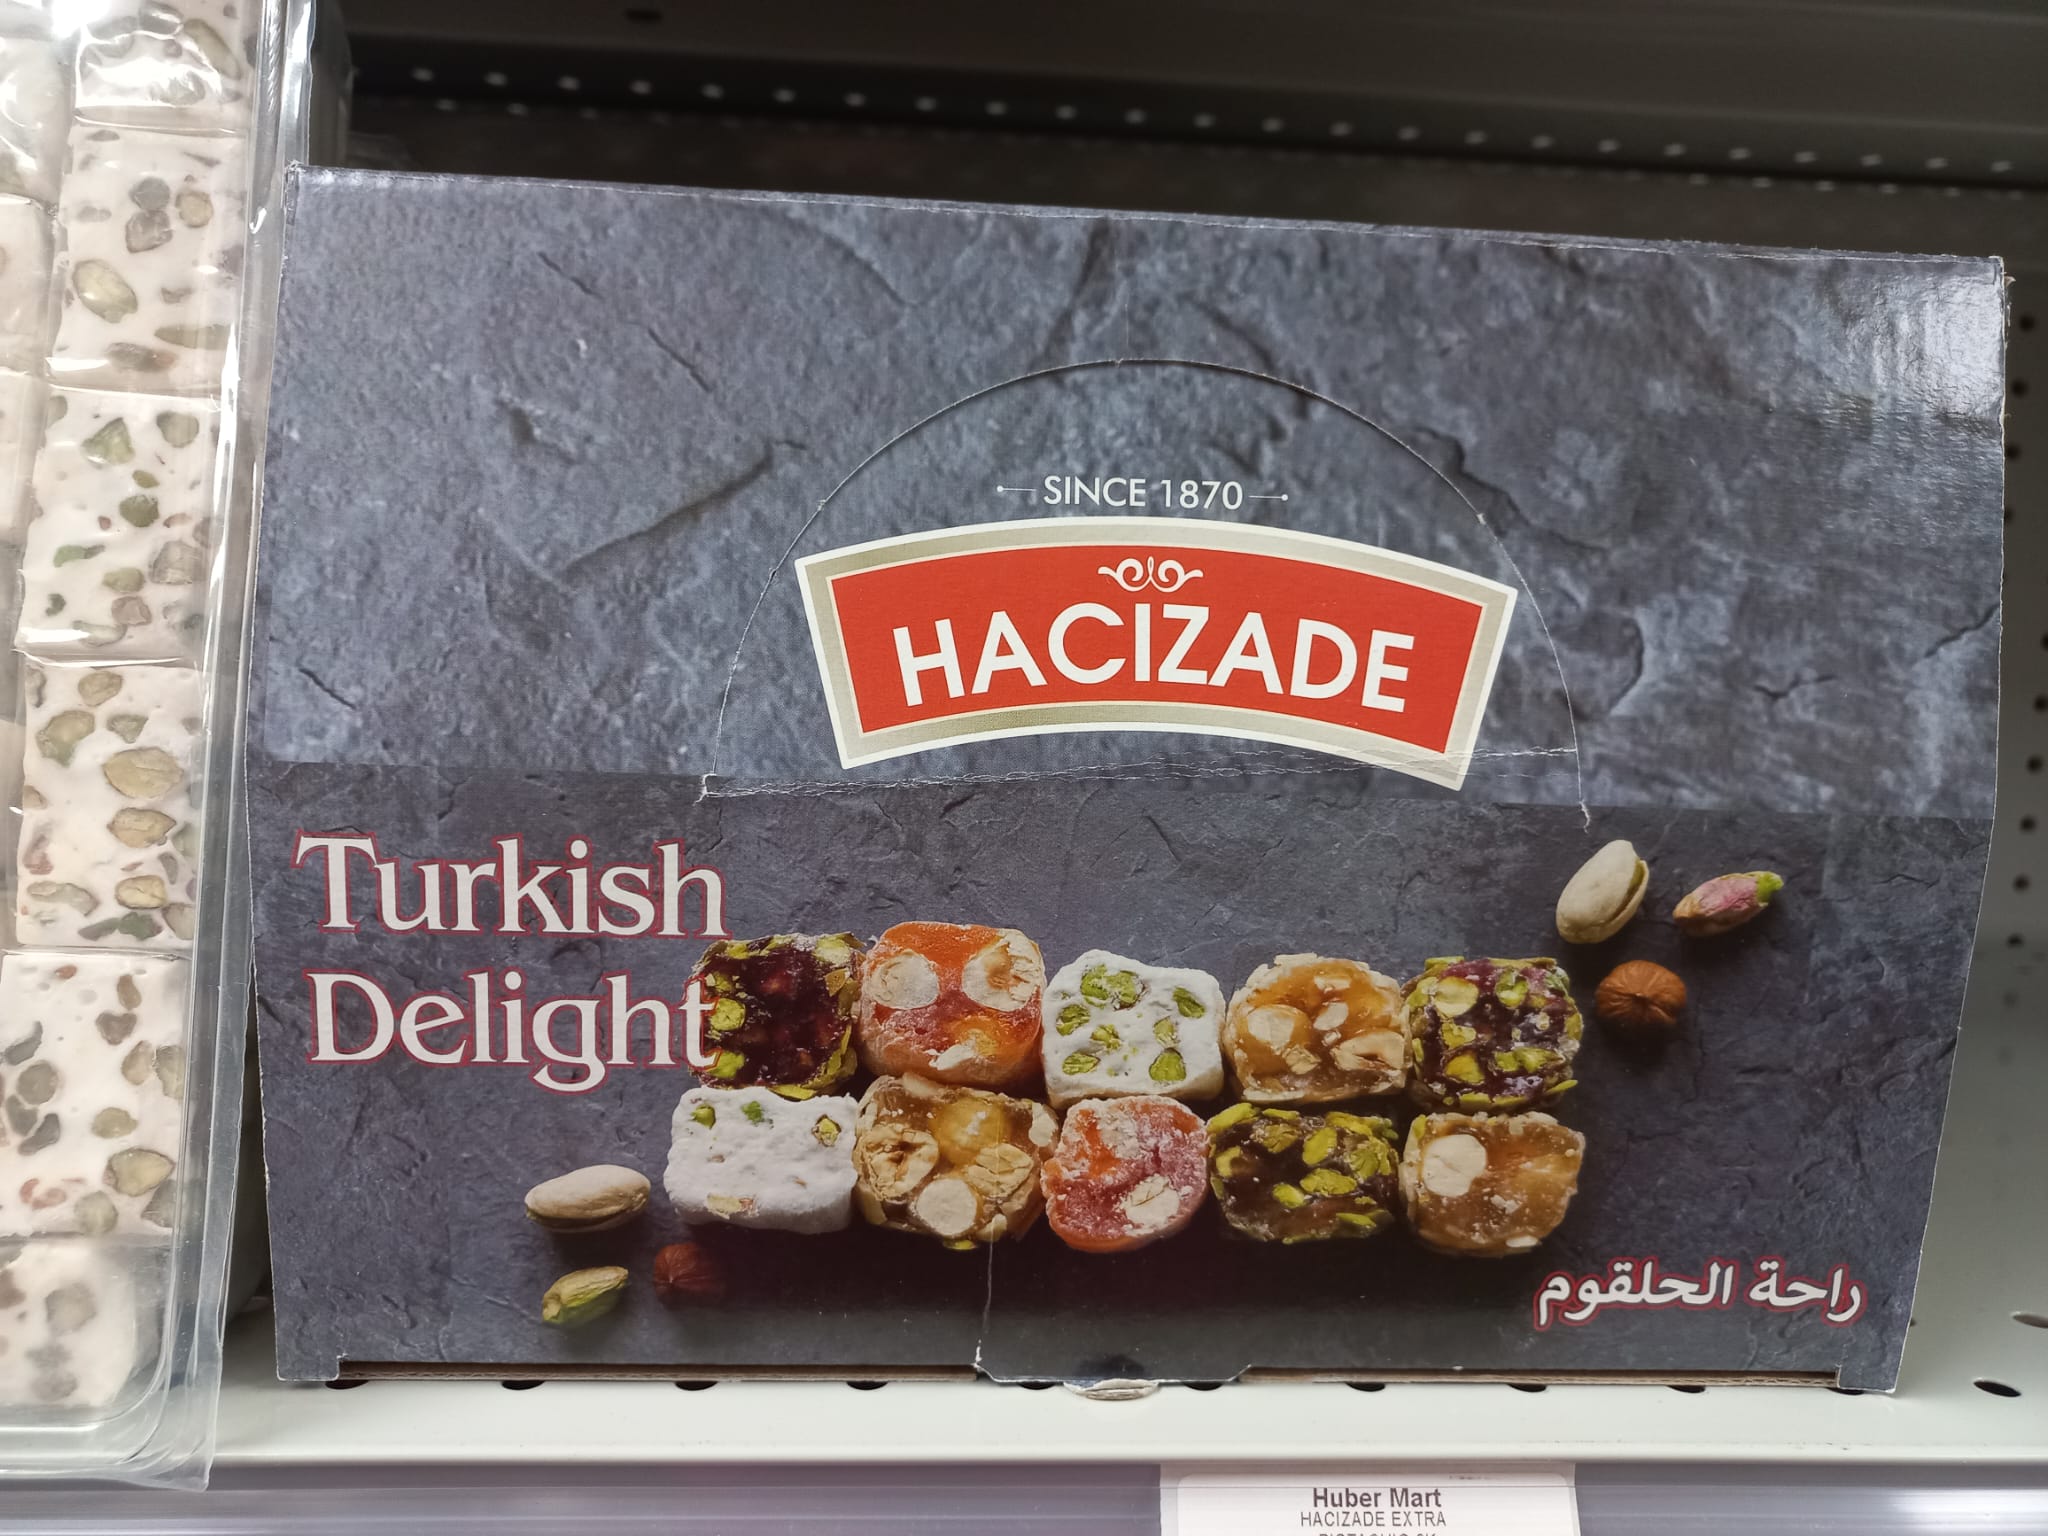 SINCE 1870
HACIZADE
Turkish
Delight
راحة الحلقوم
Huber Mart
HACIZADE EXTRA